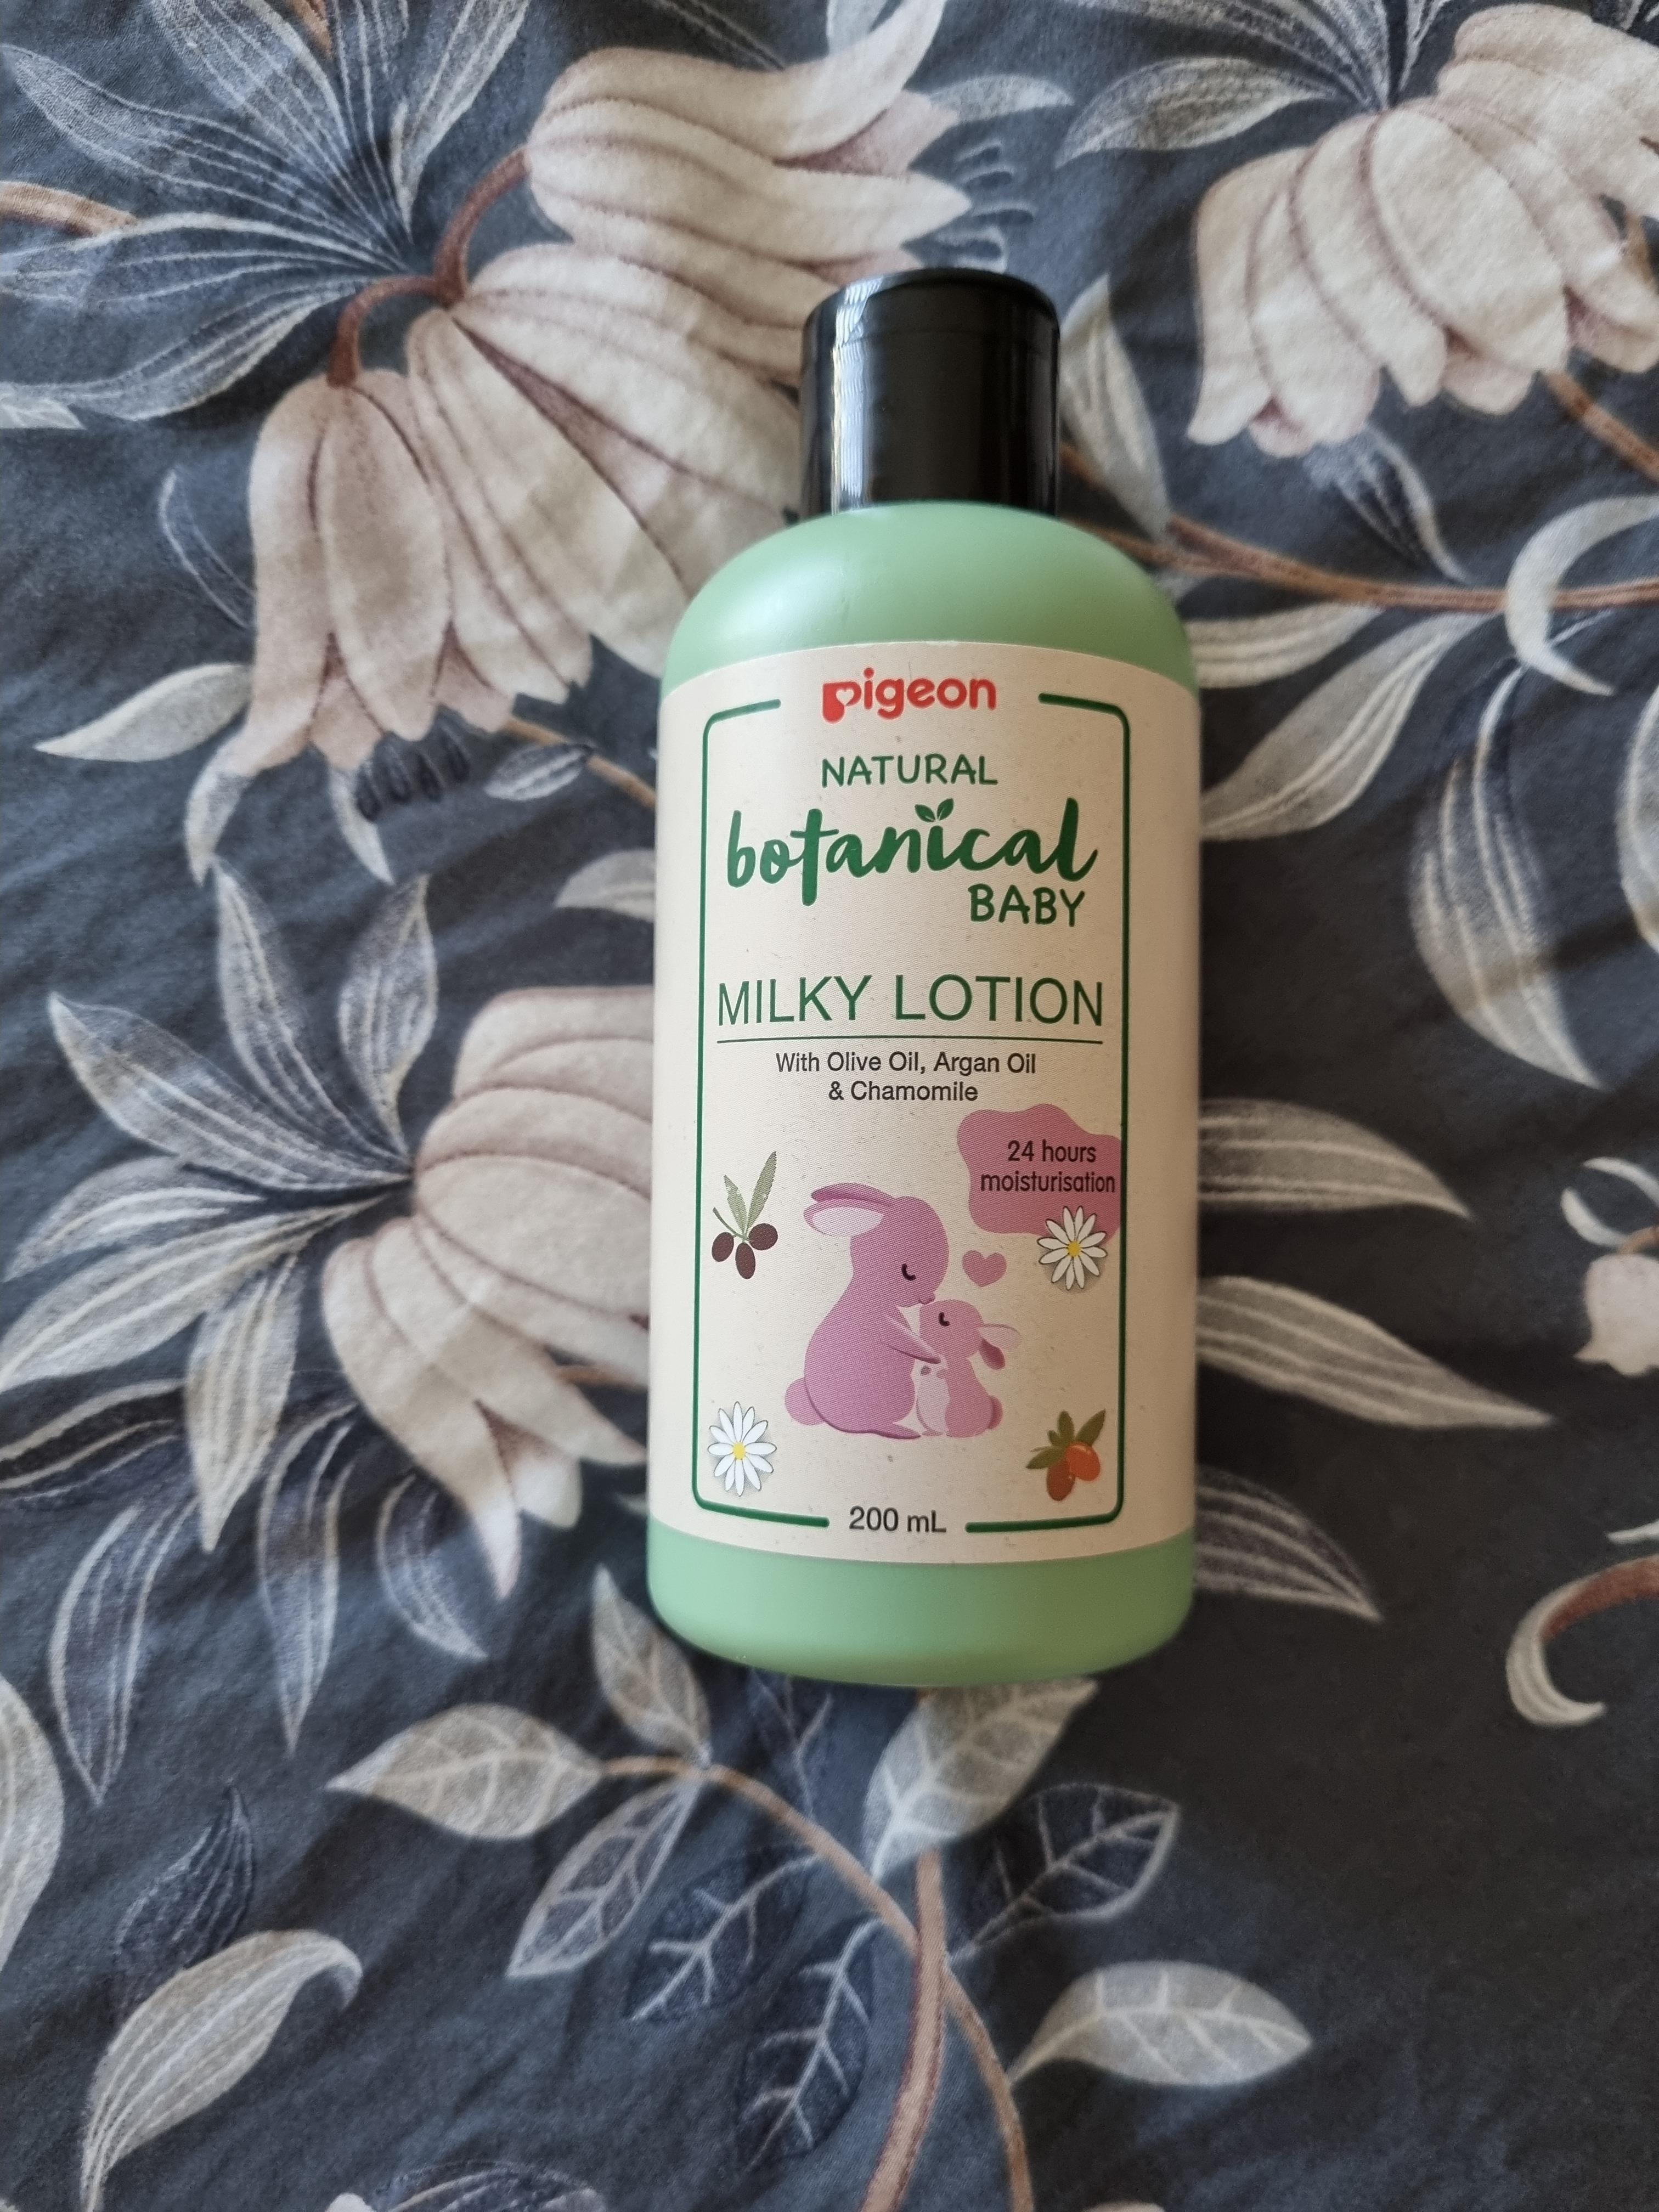 pigeon
NATURAL
botanical
BABY
MILKY LOTION
With Olive Oil, Argan Oil
& Chamomile
24 hours
moisturisation
200 mL